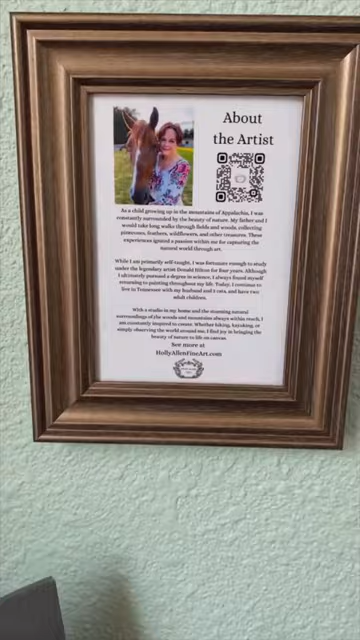 About
the Artist
As a child growing up in the mountains of Appalachia, I was
constantly surrounded by the beauty of nature. My father and I
would take long walks through fields and woods, collecting
pinecones, feathers, wildflowers, and other treasures. These
experiences ignited a passion within me for capturing the
natural world through art.
While I am primarily self-taught, I was fortunate enough to study
under the legendary artist Donald Hilton for four years. Although
I ultimately pursued a degree in science, I always found myself
returning to painting throughout my life. Today, I continue to
live in Tennessee with my husband and 2 cats, and have two
adult children.
With a studio in my home and the stunning natural
surroundings of the woods and mountains always within reach, I
am constantly inspired to create. Whether hiking, kayaking, or
simply observing the world around me, I find joy in bringing the
beauty of nature to life on canvas.
See more at
HollyAllenFineArt.com